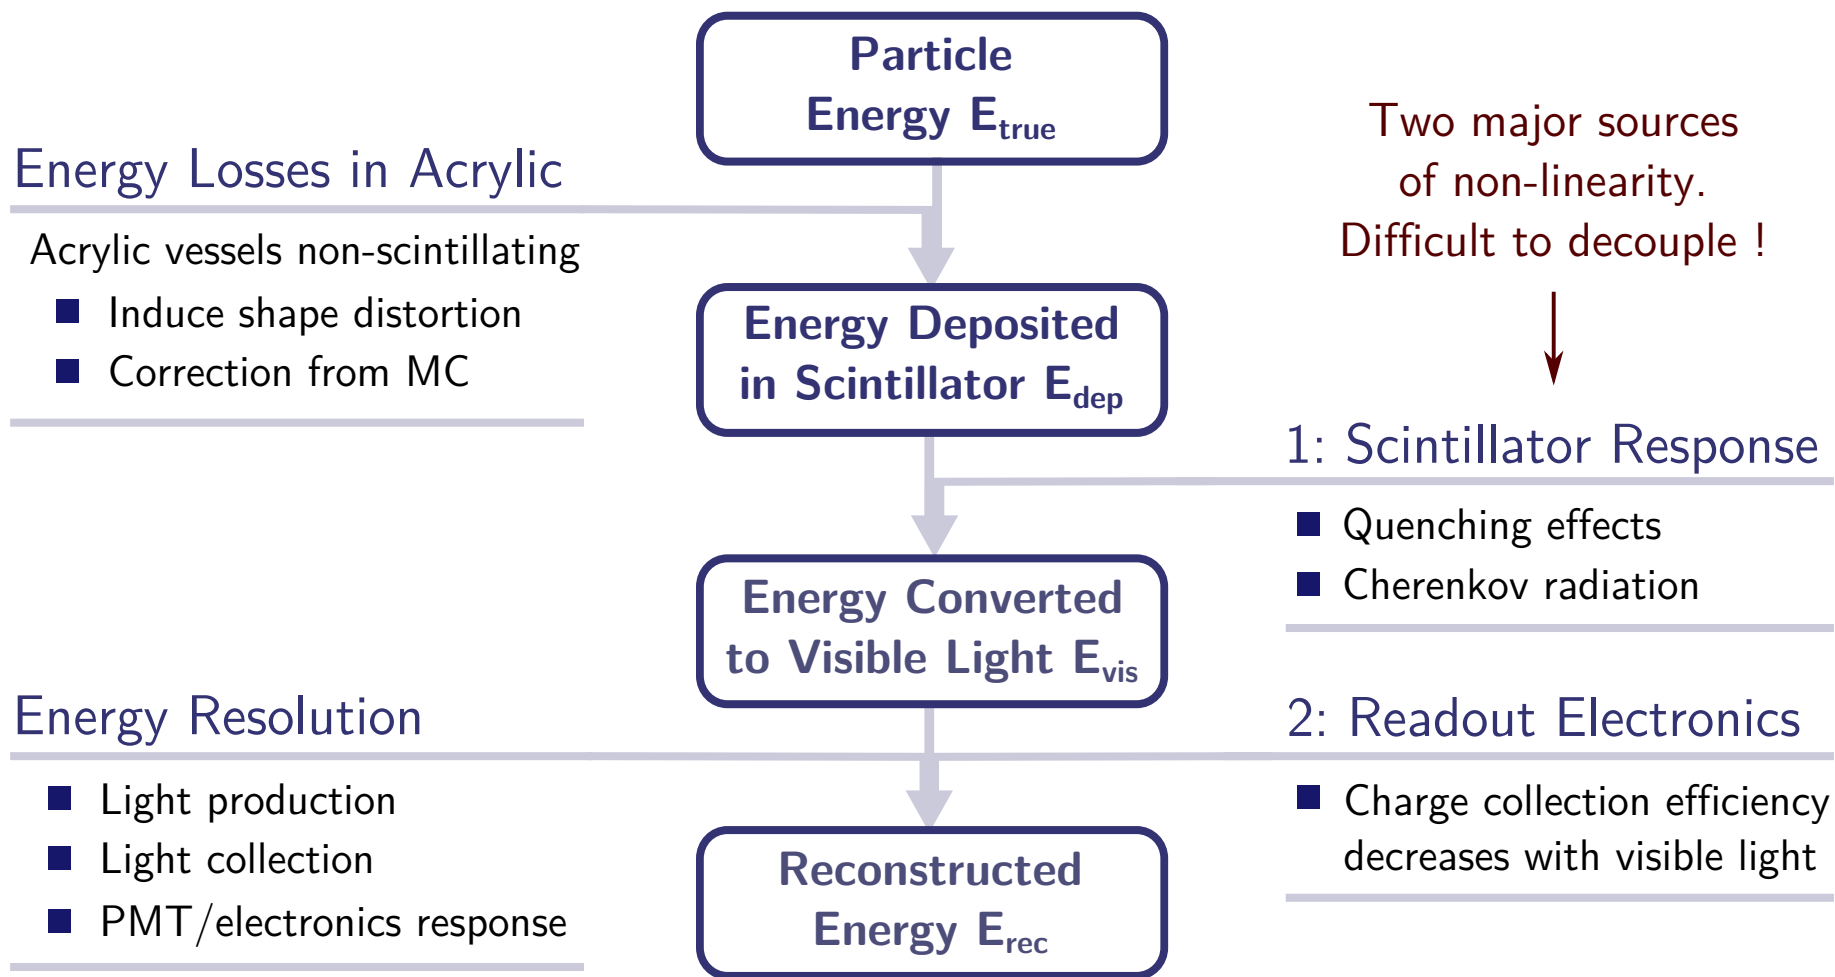 Particle
Energy E_true
Two major sources
of non-linearity.
Difficult to decouple !
Energy Losses in Acrylic
Acrylic vessels non-scintillating
Induce shape distortion
Correction from MC
Energy Deposited
in Scintillator E_dep
1: Scintillator Response
Quenching effects
Cherenkov radiation
Energy Converted
to Visible Light E_vis
Energy Resolution
Light production
Light collection
PMT/electronics response
2: Readout Electronics
Charge collection efficiency
decreases with visible light
Reconstructed
Energy E_rec